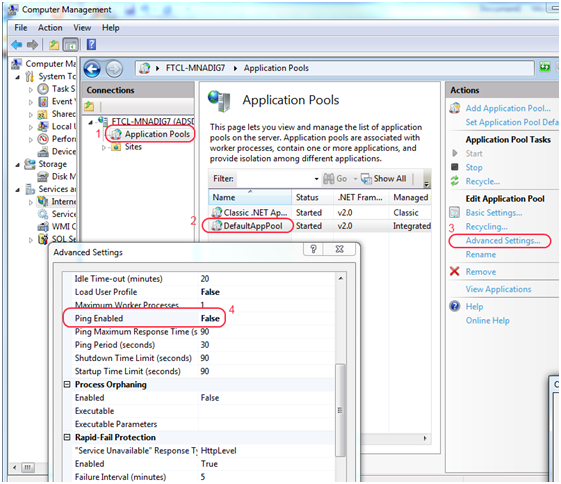 Computer Management
File Action View Help
Computer Ma
System To
Task S
Event V
Shared
Local U
Perfor
Device
Storage
Disk M
Services a
Internet
Service
WMI C
SQL Se
FTCL-MNADIG7 Application Pools
Connections
FTCL-MNADIG7 (ADSD
1 Application Pools
Sites
Application Pools
This page lets you view and manage the list of application
pools on the server. Application pools are associated with
worker processes, contain one or more applications, and
provide isolation among different applications.
Filter: Go Show All
Name Status .NET Fram... Managed
Classic .NET Ap... Started v2.0 Classic
2 DefaultAppPool Started v2.0 Integrated
Actions
Add Application Pool...
Set Application Pool Defa
Application Pool Tasks
Start
Stop
Recycle...
Edit Application Pool
Basic Settings...
Recycling...
3 Advanced Settings...
Rename
Remove
View Applications
Help
Online Help
Advanced Settings
Idle Time-out (minutes) 20
Load User Profile False
Maximum Worker Processes 1
Ping Enabled False 4
Ping Maximum Response Time (s 90
Ping Period (seconds) 30
Shutdown Time Limit (seconds) 90
Startup Time Limit (seconds) 90
Process Orphaning
Enabled False
Executable
Executable Parameters
Rapid-Fail Protection
"Service Unavailable" Response Ty HttpLevel
Enabled True
Failure Interval (minutes) 5